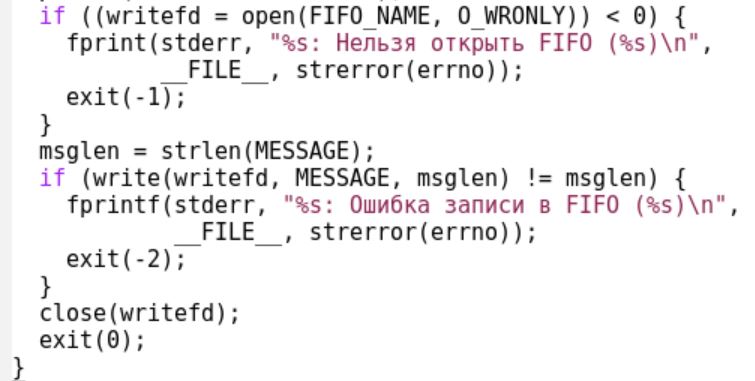 if ((writefd = open(FIFO_NAME, O_WRONLY)) < 0) {
fprint(stderr, "%s: Нельзя открыть FIFO (%s)\n",
__FILE__, strerror(errno));
exit(-1);
}
msglen = strlen(MESSAGE);
if (write(writefd, MESSAGE, msglen) != msglen) {
fprintf(stderr, "%s: Ошибка записи в FIFO (%s)\n",
__FILE__, strerror(errno));
exit(-2);
}
close(writefd);
exit(0);
}